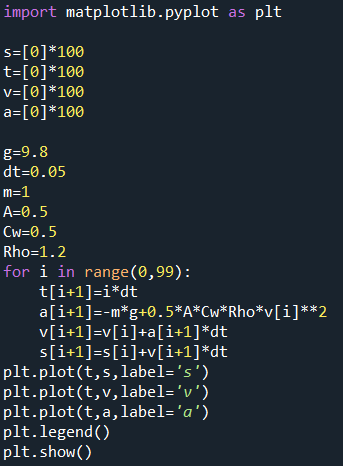 import matplotlib.pyplot as plt

s=[0]*100
t=[0]*100
v=[0]*100
a=[0]*100

g=9.8
dt=0.05
m=1
A=0.5
Cw=0.5
Rho=1.2
for i in range(0,99):
    t[i+1]=i*dt
    a[i+1]=-m*g+0.5*A*Cw*Rho*v[i]**2
    v[i+1]=v[i]+a[i+1]*dt
    s[i+1]=s[i]+v[i+1]*dt
plt.plot(t,s,label='s')
plt.plot(t,v,label='v')
plt.plot(t,a,label='a')
plt.legend()
plt.show()